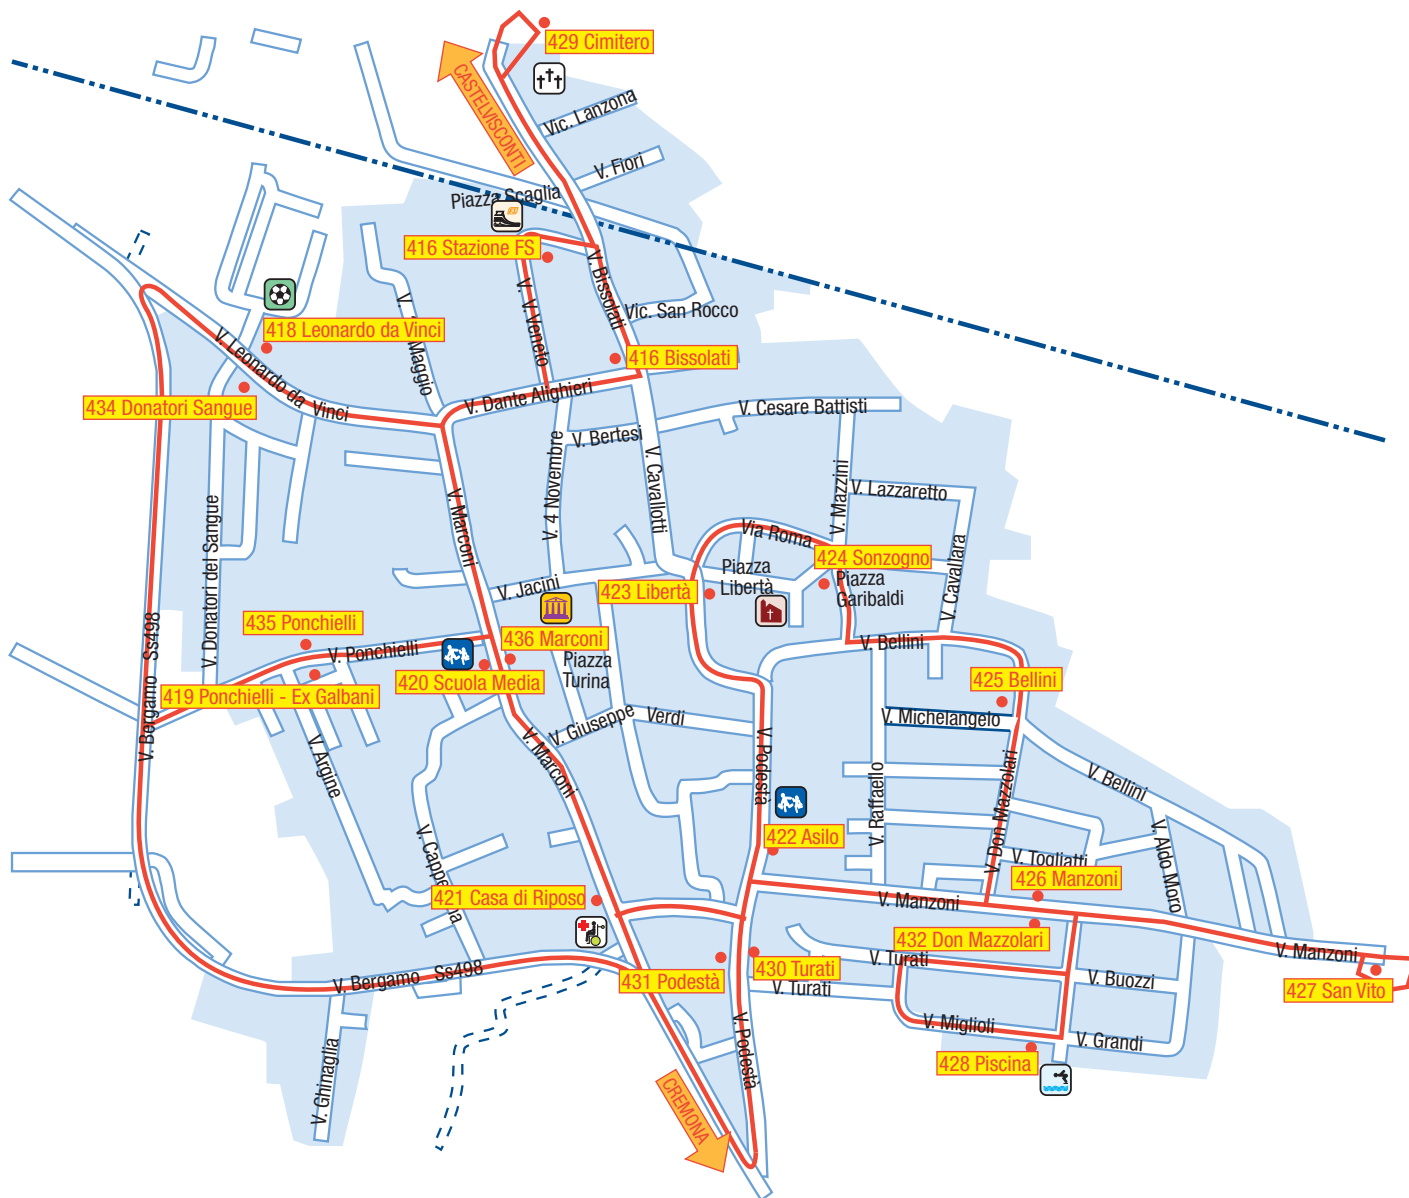 429 Cimitero
CASTELVISCONTI
Vic. Lanzona
V. Fiori
Piazza Scaglia
416 Stazione FS
V. Bissolati
V. V. Veneto
Vic. San Rocco
418 Leonardo da Vinci
Maggio
416 Bissolati
V. Leonardo da Vinci
434 Donatori Sangue
V. Dante Alighieri
V. Cesare Battisti
V. Bertesi
V. 4 Novembre
V. Cavallotti
V. Mazzini
V. Lazzaretto
V. Marconi
V. Donatori del Sangue
Via Roma
424 Sonzogno
Piazza
Libertà
Piazza
Garibaldi
V. Cavallara
V. Jacini
423 Libertà
435 Ponchielli
V. Ponchielli
436 Marconi
V. Bellini
Piazza
Turina
420 Scuola Media
419 Ponchielli - Ex Galbani
425 Bellini
V. Bergamo Ss498
V. Michelangelo
V. Giuseppe Verdi
V. Marconi
V. Argine
V. Podestà
V. Raffaello
V. Don Mazzolari
V. Bellini
422 Asilo
V. Aldo Moro
V. Togliatti
426 Manzoni
421 Casa di Riposo
V. Manzoni
432 Don Mazzolari
V. Manzoni
V. Turati
430 Turati
431 Podestà
V. Bergamo Ss498
V. Turati
V. Buozzi
427 San Vito
V. Miglioli
V. Grandi
428 Piscina
V. Podestà
V. Ghinaglia
CREMONA